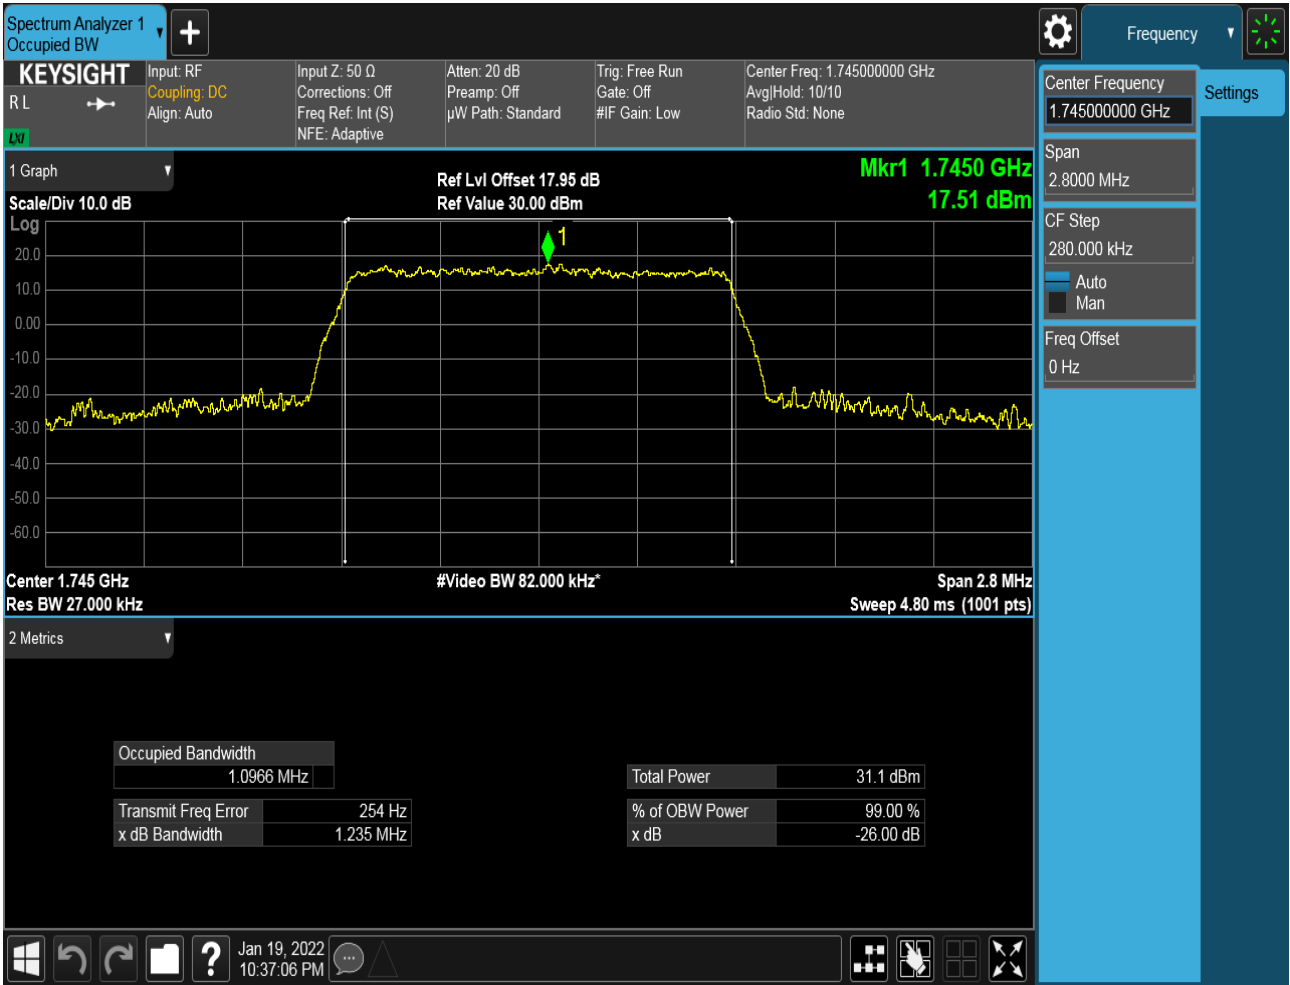 Spectrum Analyzer 1
Occupied BW
Frequency
KEYSIGHT
R L
LXI
Input: RF
Coupling: DC
Align: Auto
Input Z: 50 Ω
Corrections: Off
Freq Ref: Int (S)
NFE: Adaptive
Atten: 20 dB
Preamp: Off
µW Path: Standard
Trig: Free Run
Gate: Off
#IF Gain: Low
Center Freq: 1.745000000 GHz
Avg|Hold: 10/10
Radio Std: None
Center Frequency
1.745000000 GHz
Settings
Span
2.8000 MHz
CF Step
280.000 kHz
Auto
Man
Freq Offset
0 Hz
1 Graph
Scale/Div 10.0 dB
Ref Lvl Offset 17.95 dB
Ref Value 30.00 dBm
Mkr1 1.7450 GHz
17.51 dBm
Log
1
20.0
10.0
0.00
-10.0
-20.0
-30.0
-40.0
-50.0
-60.0
Center 1.745 GHz
#Video BW 82.000 kHz*
Span 2.8 MHz
Res BW 27.000 kHz
Sweep 4.80 ms (1001 pts)
2 Metrics
Occupied Bandwidth
1.0966 MHz
Total Power 31.1 dBm
Transmit Freq Error 254 Hz
% of OBW Power 99.00 %
x dB Bandwidth 1.235 MHz
x dB -26.00 dB
Jan 19, 2022
10:37:06 PM